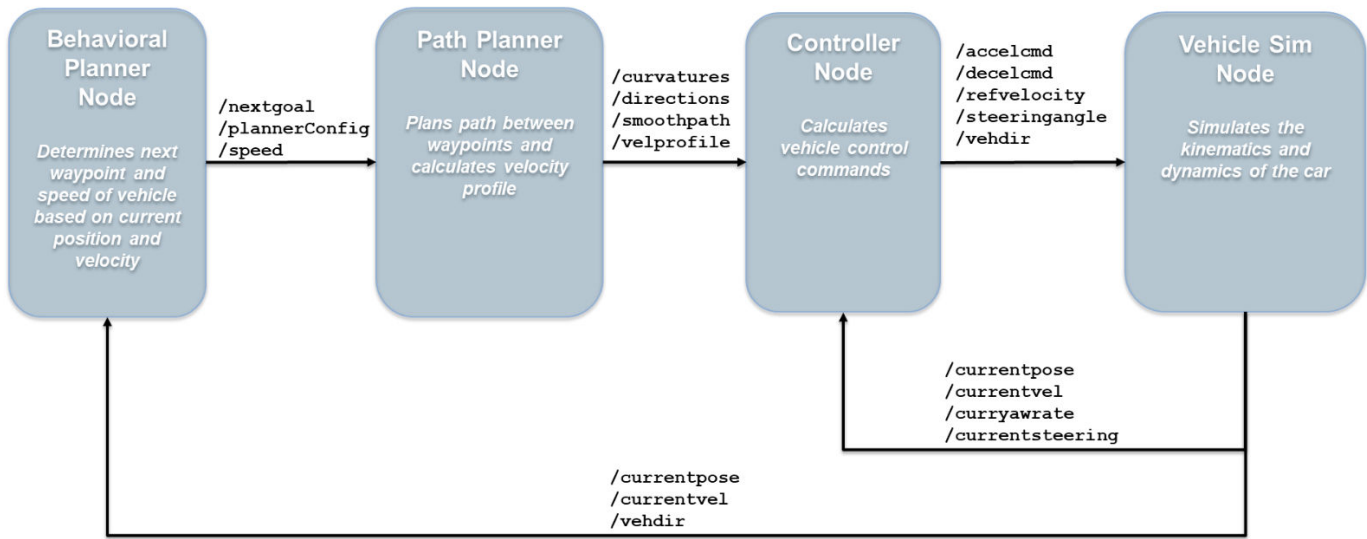 Behavioral
Planner
Node
Determines next
waypoint and
speed of vehicle
based on current
position and
velocity
/nextgoal
/plannerConfig
/speed
Path Planner
Node
Plans path between
waypoints and
calculates velocity
profile
/curvatures
/directions
/smoothpath
/velprofile
Controller
Node
Calculates
vehicle control
commands
/accelcmd
/decelcmd
/refvelocity
/steeringangle
/vehdir
Vehicle Sim
Node
Simulates the
kinematics and
dynamics of the car
/currentpose
/currentvel
/curryawrate
/currentsteering
/currentpose
/currentvel
/vehdir